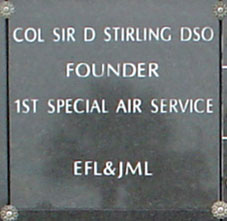 COL SIR D STIRLING DSO
FOUNDER
1ST SPECIAL AIR SERVICE
EFL&JML